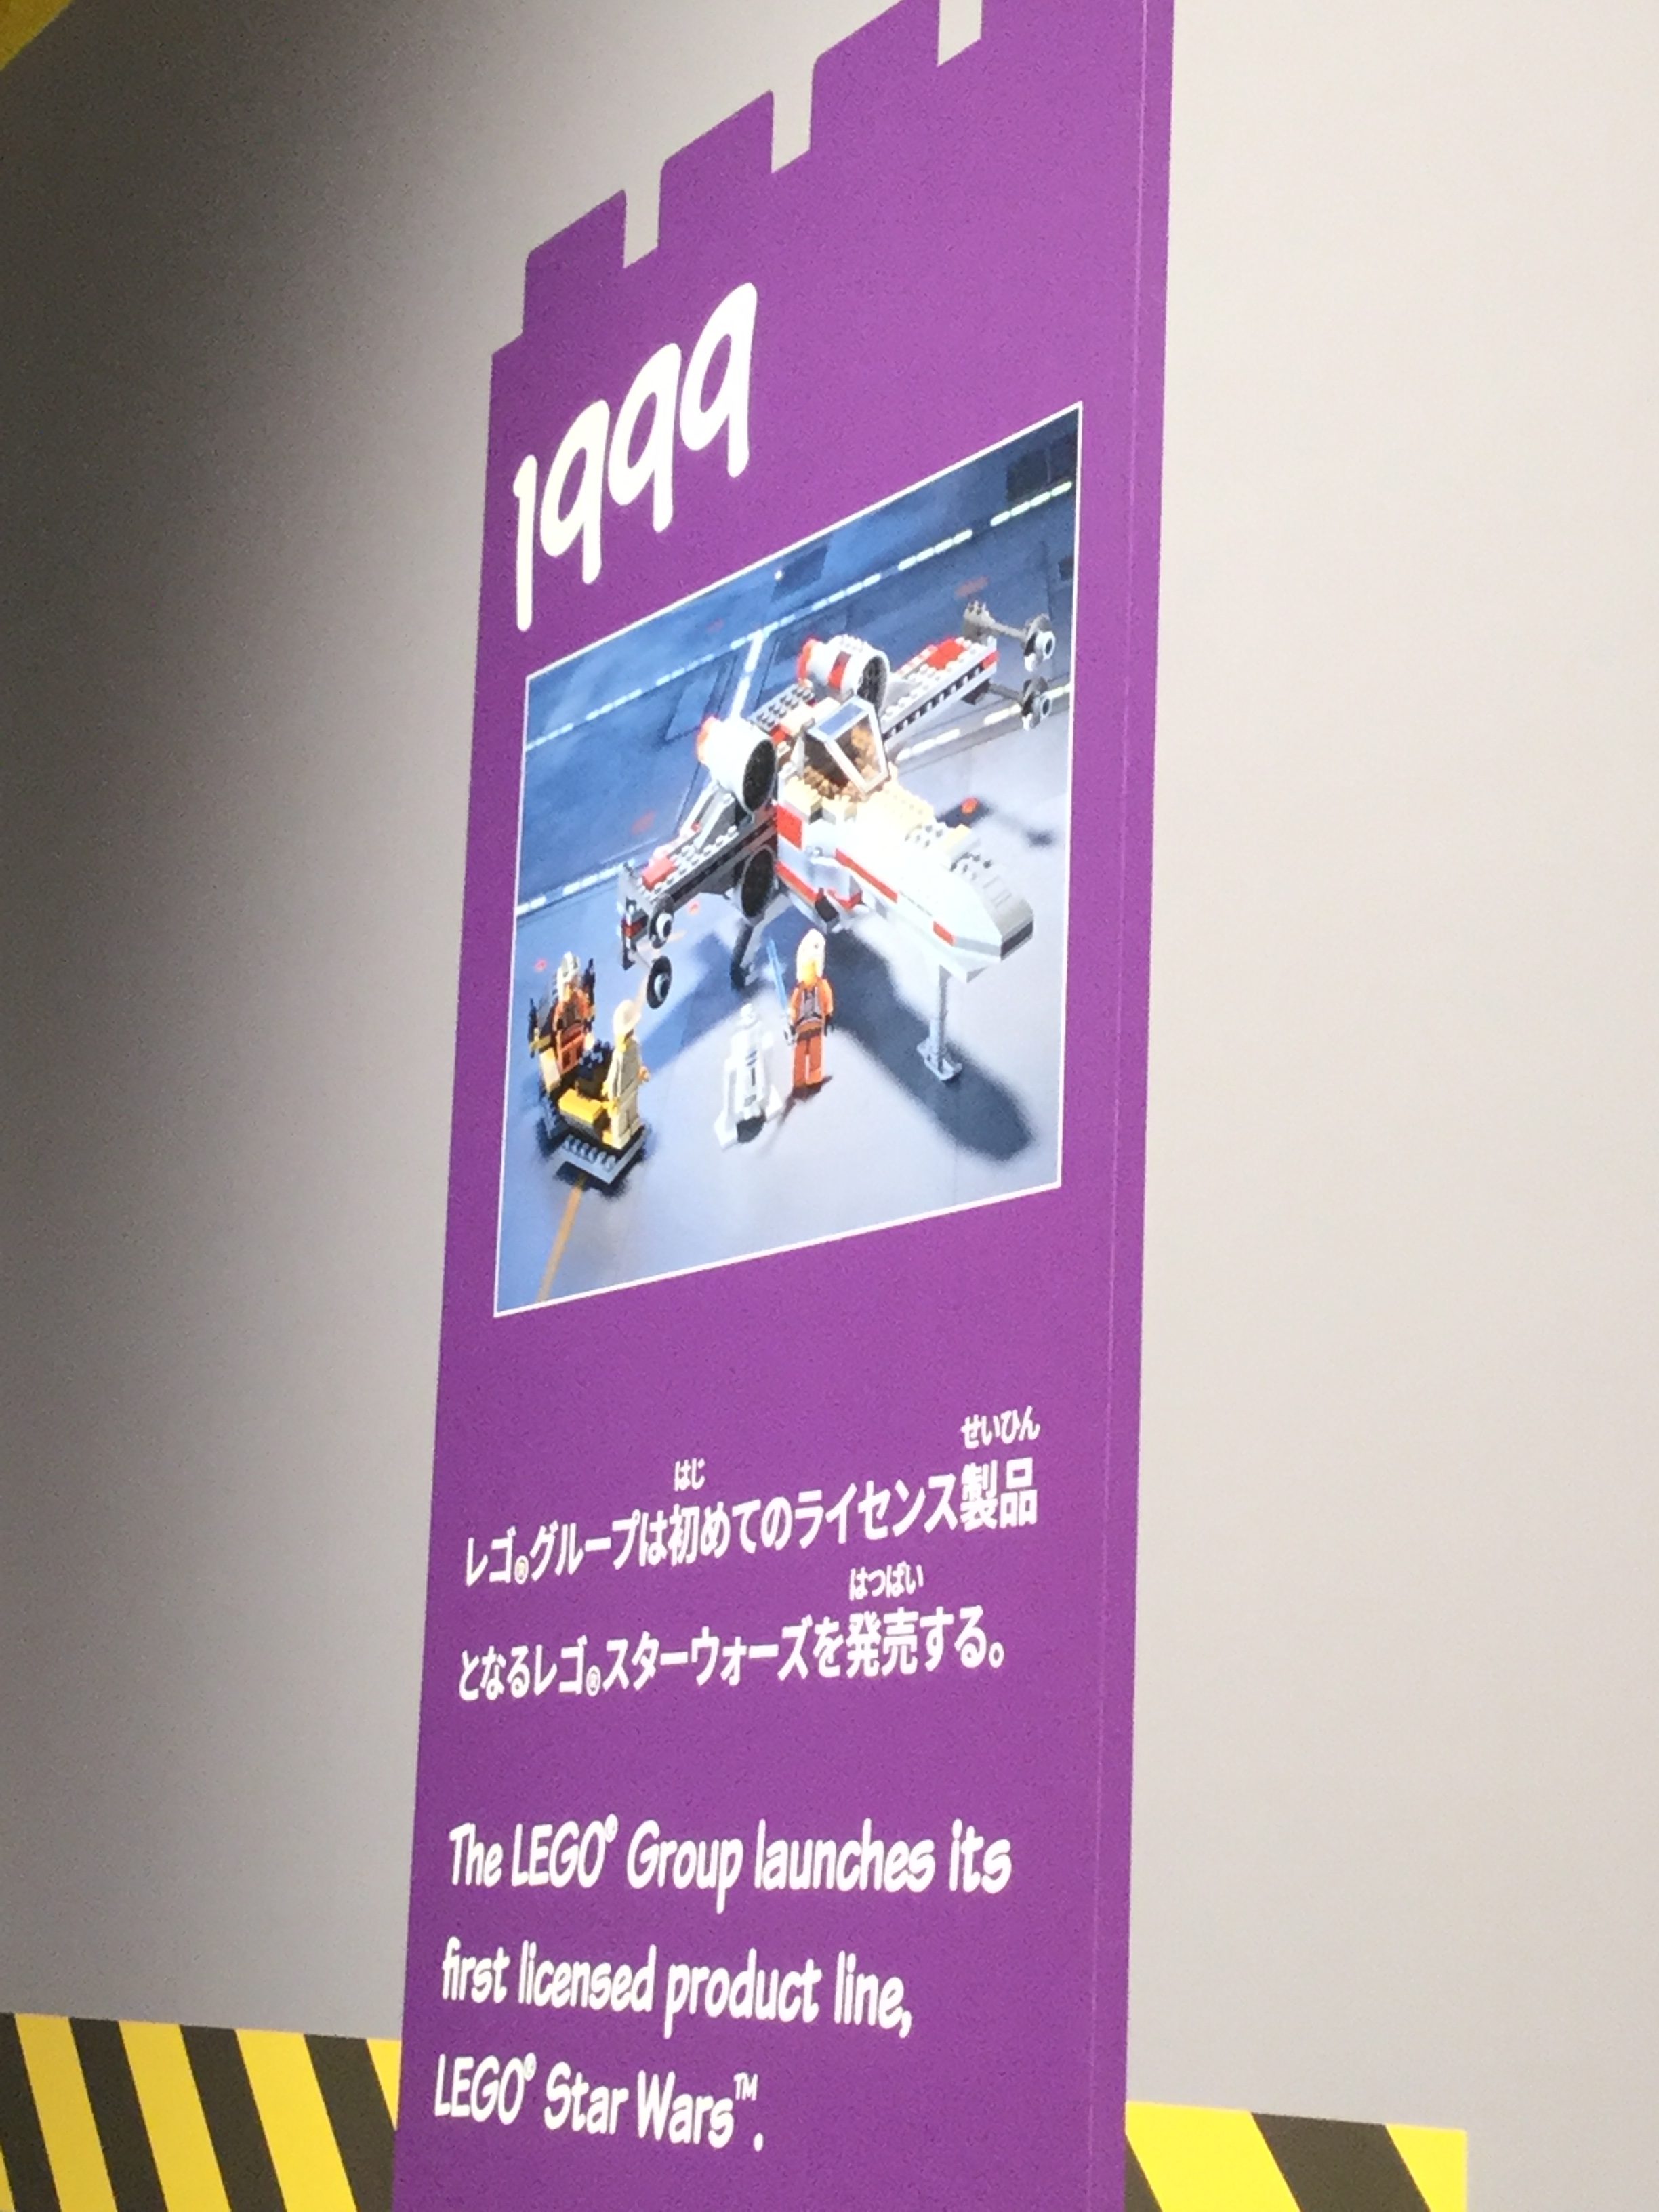 1999
せいひん
はじ
レゴ®グループは初めてのライセンス製品
はつばい
となるレゴ®スターウォーズを発売する。
The LEGO® Group launches its
first licensed product line,
LEGO® Star Wars™.